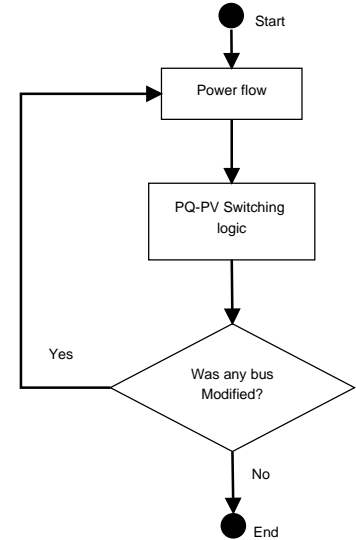 Start
Power flow
PQ-PV Switching
logic
Yes
Was any bus
Modified?
No
End